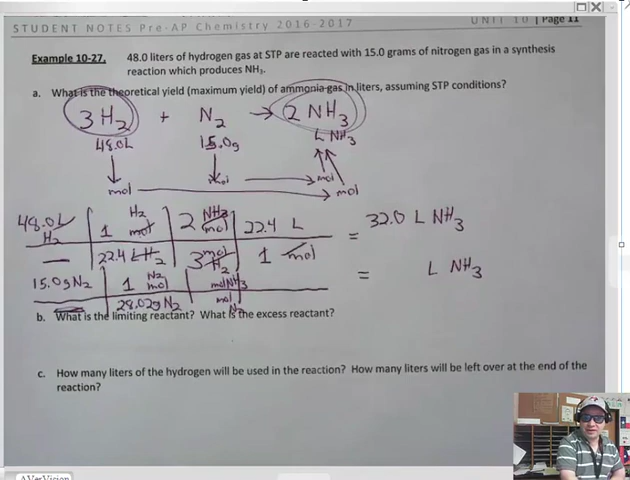 STUDENT NOTES Pre-AP Chemistry 2016-2017 UNIT 10 | Page 11
Example 10-27. 48.0 liters of hydrogen gas at STP are reacted with 15.0 grams of nitrogen gas in a synthesis
reaction which produces NH₃.
a. What is the theoretical yield (maximum yield) of ammonia gas in liters, assuming STP conditions?
3H₂ + N₂ → 2 NH₃
48.0L 15.0g L NH₃
mol mol mol
mol
48.0L H₂ 1 H₂ mol 2 NH₃ mol 22.4 L = 32.0 L NH₃
22.4 L H₂ 3 mol H₂ 1 mol
15.0g N₂ 1 N₂ mol mol NH₃ = L NH₃
28.02g N₂ mol N₂
b. What is the limiting reactant? What is the excess reactant?
c. How many liters of the hydrogen will be used in the reaction? How many liters will be left over at the end of the
reaction?
AVerVision